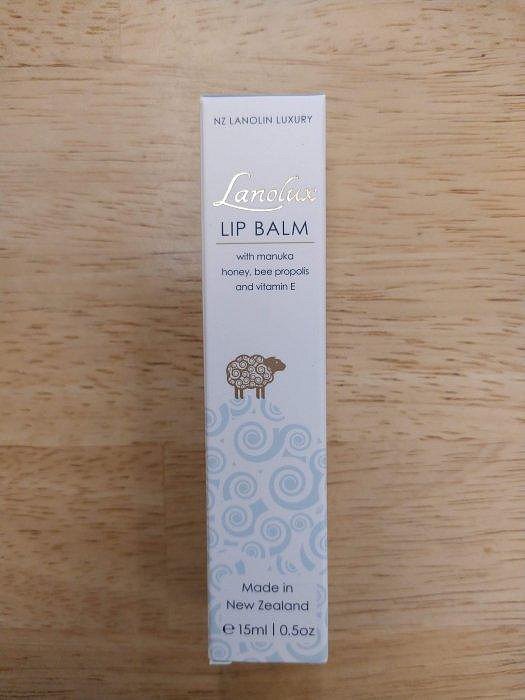 NZ LANOLIN LUXURY
Lanolux
LIP BALM
with manuka
honey, bee propolis
and vitamin E
Made in
New Zealand
℮ 15ml | 0.5oz